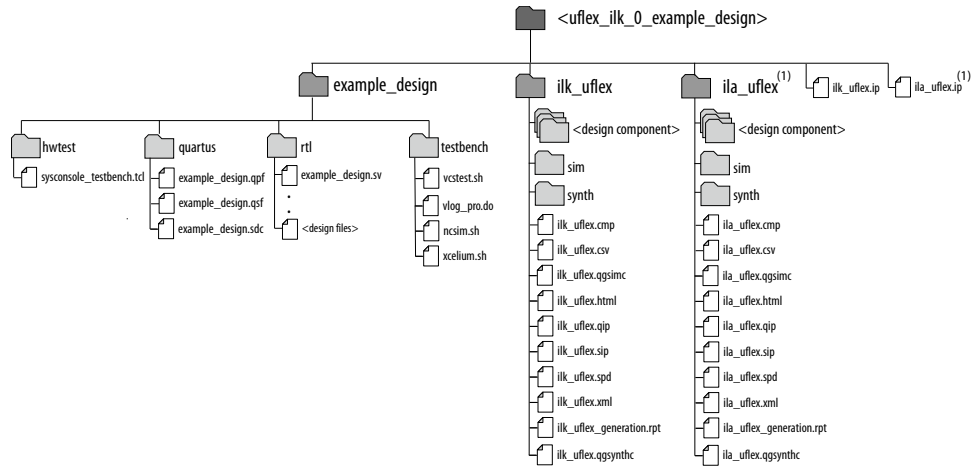 <uflex_ilk_0_example_design>
example_design
ilk_uflex
ila_uflex (1)
ilk_uflex.ip
ila_uflex.ip (1)
hwtest
sysconsole_testbench.tcl
quartus
example_design.qpf
example_design.qsf
example_design.sdc
rtl
example_design.sv
<design files>
testbench
vcstest.sh
vlog_pro.do
ncsim.sh
xcelium.sh
<design component>
sim
synth
ilk_uflex.cmp
ilk_uflex.csv
ilk_uflex.qgsimc
ilk_uflex.html
ilk_uflex.qip
ilk_uflex.sip
ilk_uflex.spd
ilk_uflex.xml
ilk_uflex_generation.rpt
ilk_uflex.qgsynthc
<design component>
sim
synth
ila_uflex.cmp
ila_uflex.csv
ila_uflex.qgsimc
ila_uflex.html
ila_uflex.qip
ila_uflex.sip
ila_uflex.spd
ila_uflex.xml
ila_uflex_generation.rpt
ila_uflex.qgsynthc